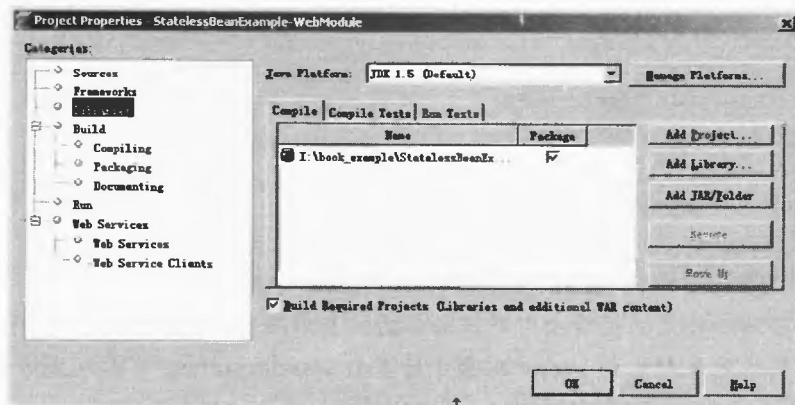 Project Properties - StatelessBeanExample-WebModule
Categories:
Sources
Frameworks
Build
Compiling
Packaging
Documenting
Run
Web Services
Web Services
Web Service Clients
Java Platform: JDK 1.5 (Default)
Manage Platforms...
Compile
Compile Tests
Run Tests
Name
Package
I:\book_example\StatelessBeanEx...
Add Project...
Add Library...
Add JAR/Folder
Remove
Move Up
Build Required Projects (Libraries and additional WAR content)
OK
Cancel
Help